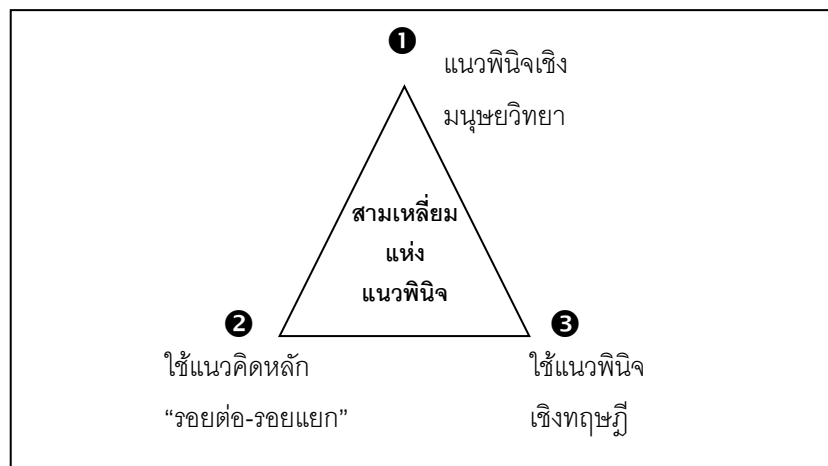 ❶
แนวพินิจเชิง
มนุษยวิทยา
สามเหลี่ยม
แห่ง
แนวพินิจ
❷
ใช้แนวคิดหลัก
“รอยต่อ-รอยแยก”
❸
ใช้แนวพินิจ
เชิงทฤษฎี